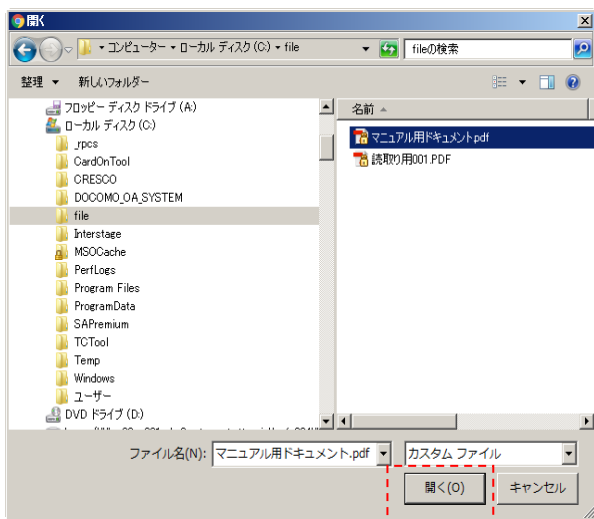 開く
コンピューター ローカル ディスク (C:) file
fileの検索
整理 新しいフォルダー
フロッピー ディスク ドライブ (A:)
ローカル ディスク (C:)
_rpcs
CardOnTool
CRESCO
DOCOMO_OA_SYSTEM
file
Interstage
MSOCache
PerfLogs
Program Files
ProgramData
SAPremium
TCTool
Temp
Windows
ユーザー
DVD ドライブ (D:)
名前
マニュアル用ドキュメント.pdf
読取り用001.PDF
ファイル名(N): マニュアル用ドキュメント.pdf カスタム ファイル
開く(O) キャンセル